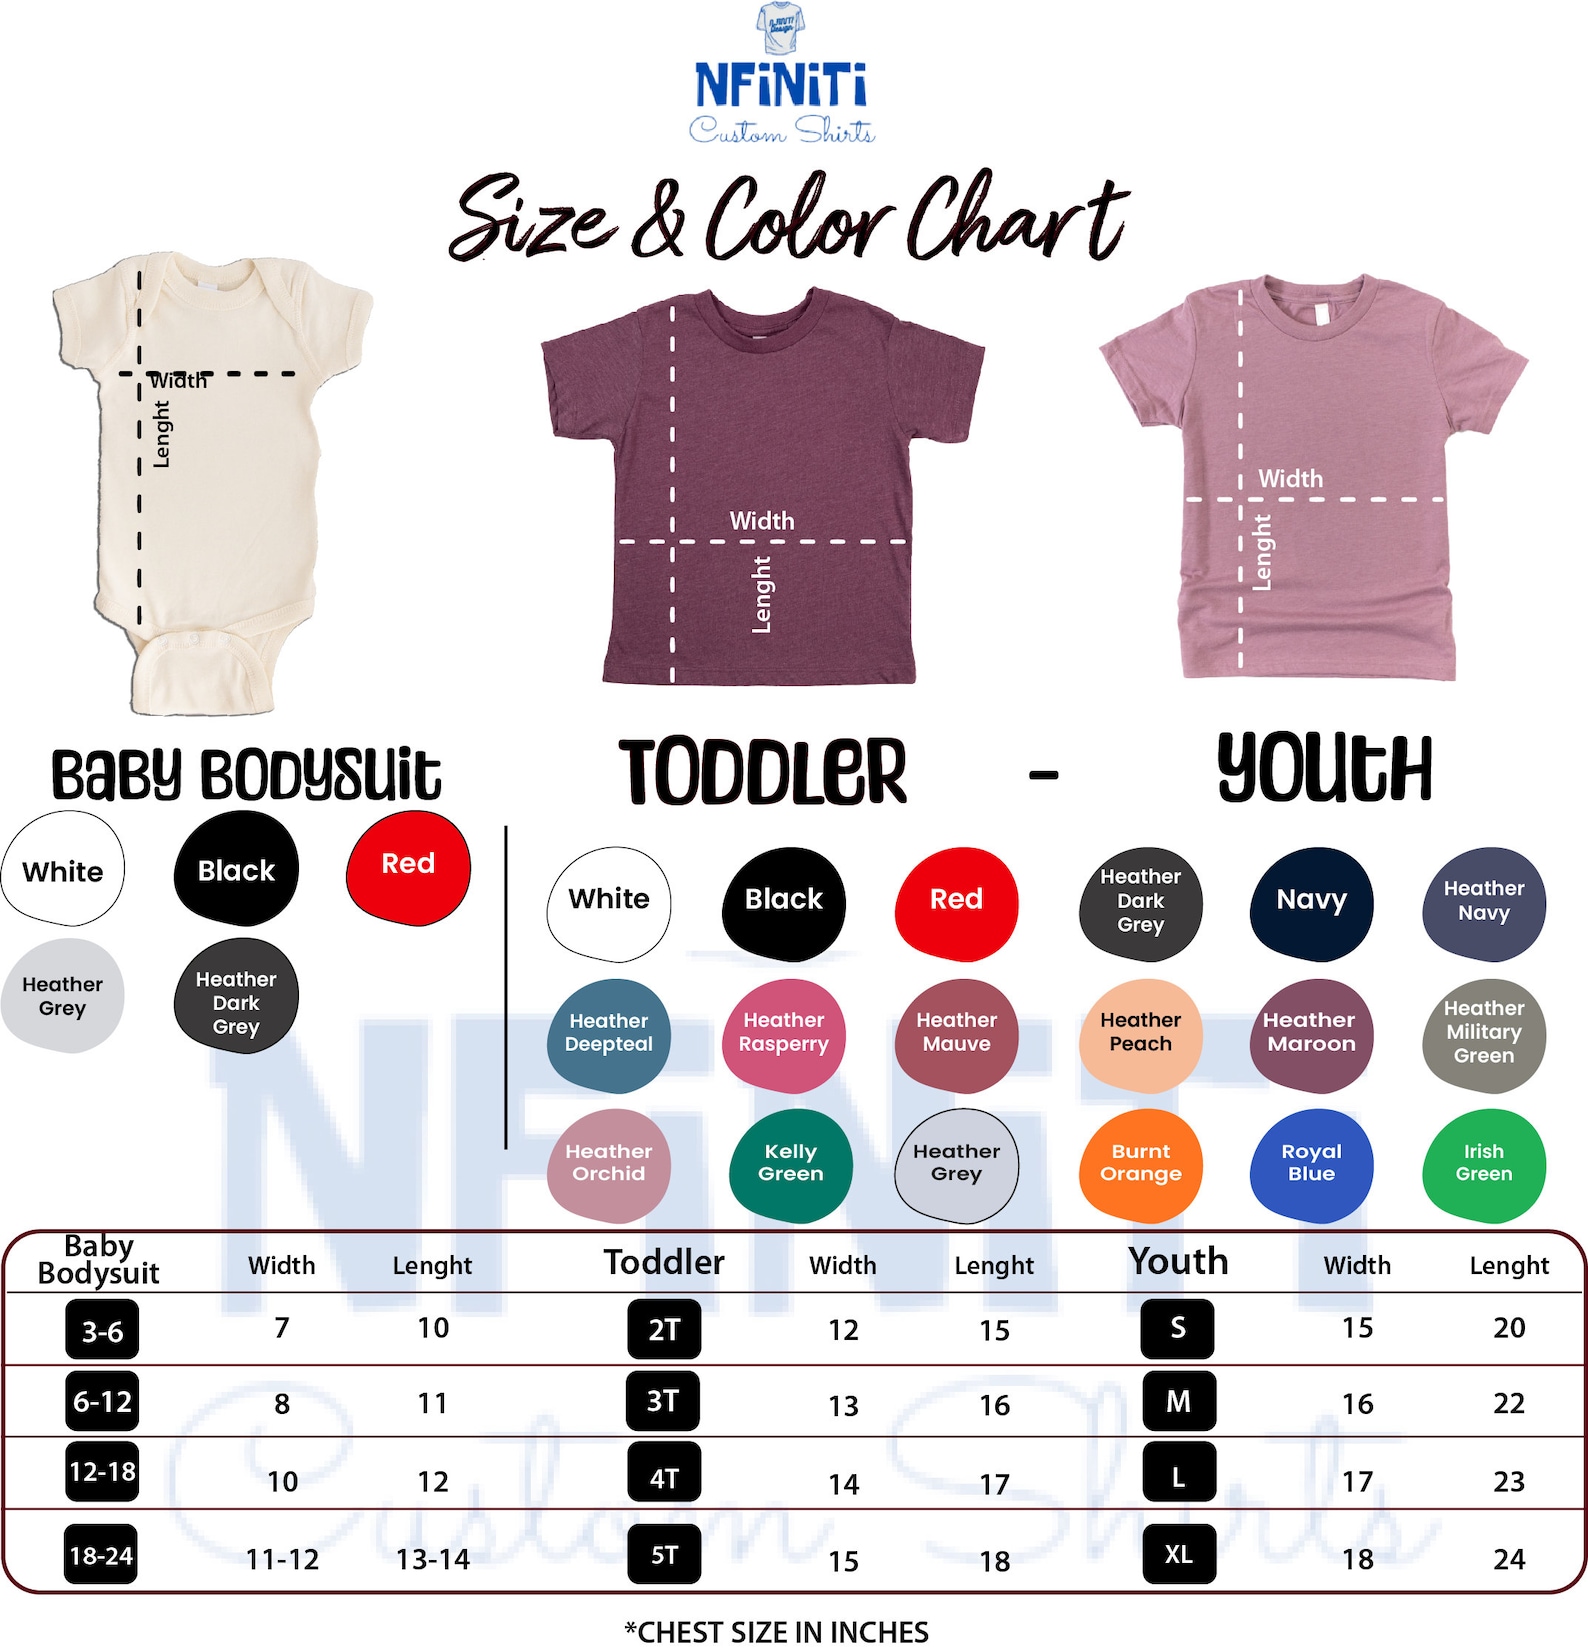 NFiNiTi
Design
NFiNiTi
Custom Shirts
Size & Color Chart
Width
Lenght
Width
Lenght
Width
Lenght
BABY BODYSUIT
TODDLER - YOUTH
White
Black
Red
Heather
Grey
Heather
Dark
Grey
White
Black
Red
Heather
Dark
Grey
Navy
Heather
Navy
Heather
Deepteal
Heather
Rasperry
Heather
Mauve
Heather
Peach
Heather
Maroon
Heather
Military
Green
Heather
Orchid
Kelly
Green
Heather
Grey
Burnt
Orange
Royal
Blue
Irish
Green
NFiNiTi
Custom Shirts
Baby
Bodysuit Width Lenght Toddler Width Lenght Youth Width Lenght
3-6 7 10 2T 12 15 S 15 20
6-12 8 11 3T 13 16 M 16 22
12-18 10 12 4T 14 17 L 17 23
18-24 11-12 13-14 5T 15 18 XL 18 24
*CHEST SIZE IN INCHES